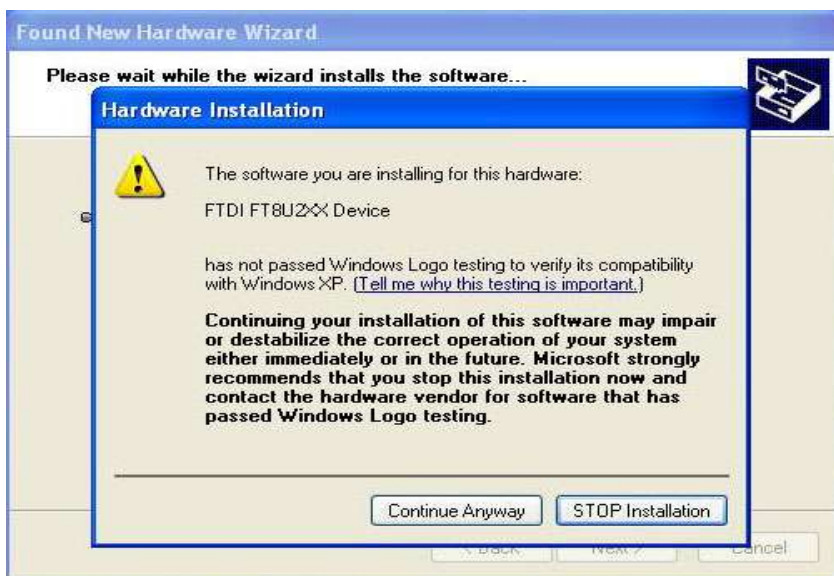 Found New Hardware Wizard
Please wait while the wizard installs the software...
Hardware Installation
The software you are installing for this hardware:
FTDI FT8U2XX Device
has not passed Windows Logo testing to verify its compatibility
with Windows XP. (Tell me why this testing is important.)
Continuing your installation of this software may impair
or destabilize the correct operation of your system
either immediately or in the future. Microsoft strongly
recommends that you stop this installation now and
contact the hardware vendor for software that has
passed Windows Logo testing.
Continue Anyway STOP Installation
< Back Next > Cancel